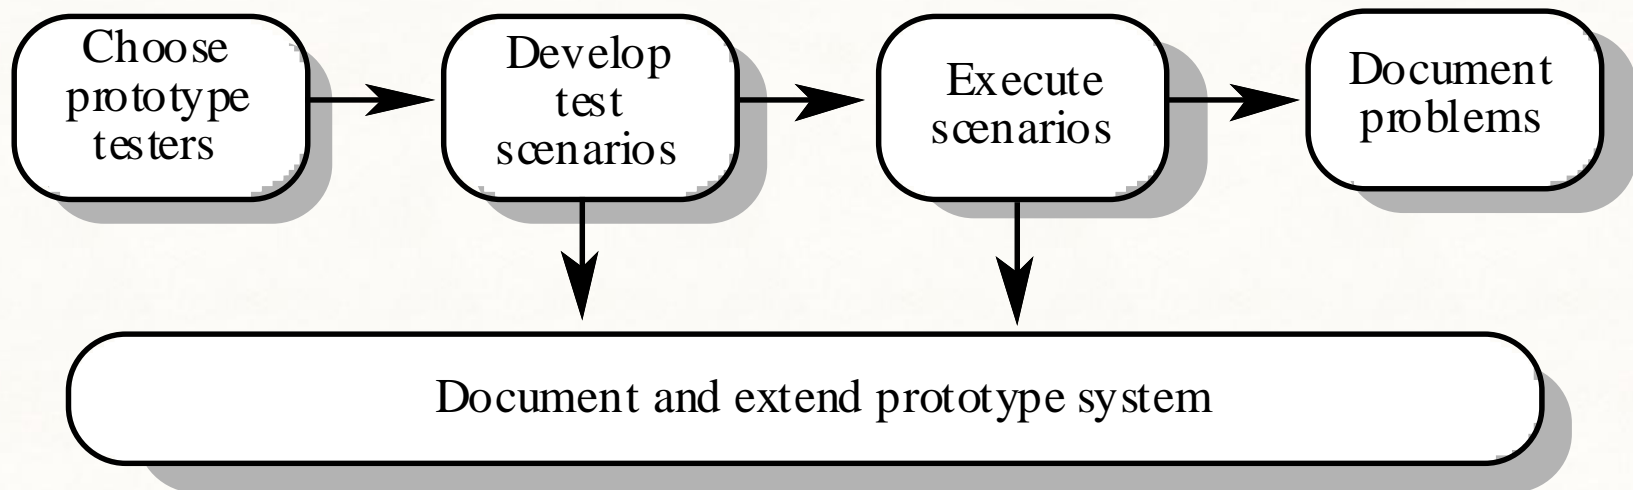 Choose
prototype
testers
Develop
test
scenarios
Execute
scenarios
Document
problems
Document and extend prototype system